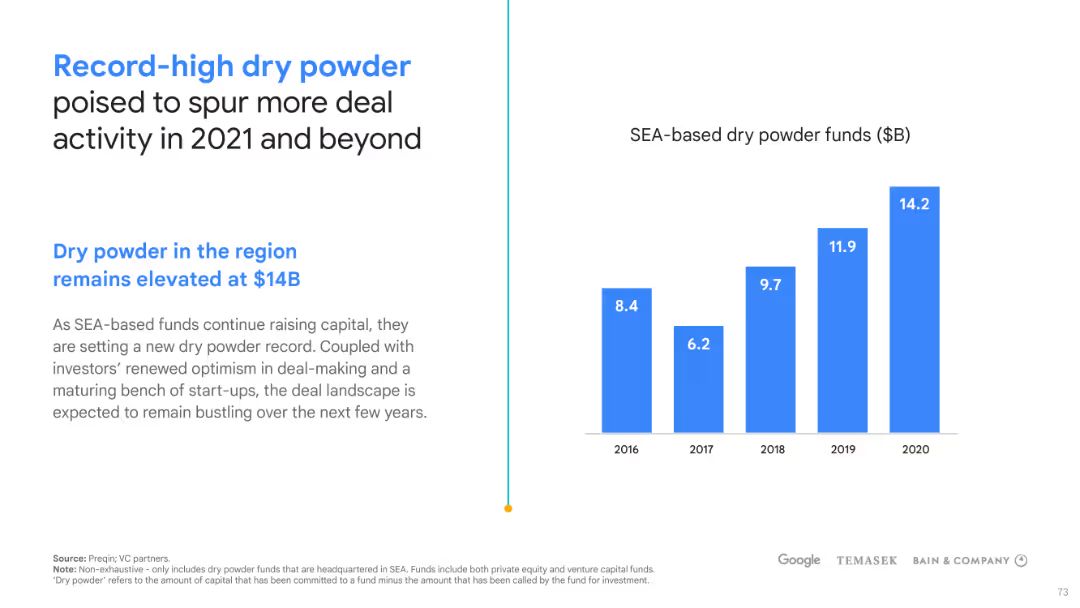 Record-high dry powder
poised to spur more deal
activity in 2021 and beyond
Dry powder in the region
remains elevated at $14B
As SEA-based funds continue raising capital, they
are setting a new dry powder record. Coupled with
investors’ renewed optimism in deal-making and a
maturing bench of start-ups, the deal landscape is
expected to remain bustling over the next few years.
SEA-based dry powder funds ($B)
8.4
6.2
9.7
11.9
14.2
2016 2017 2018 2019 2020
Source: Preqin; VC partners.
Note: Non-exhaustive - only includes dry powder funds that are headquartered in SEA. Funds include both private equity and venture capital funds.
‘Dry powder’ refers to the amount of capital that has been committed to a fund minus the amount that has been called by the fund for investment.
Google TEMASEK BAIN & COMPANY
73